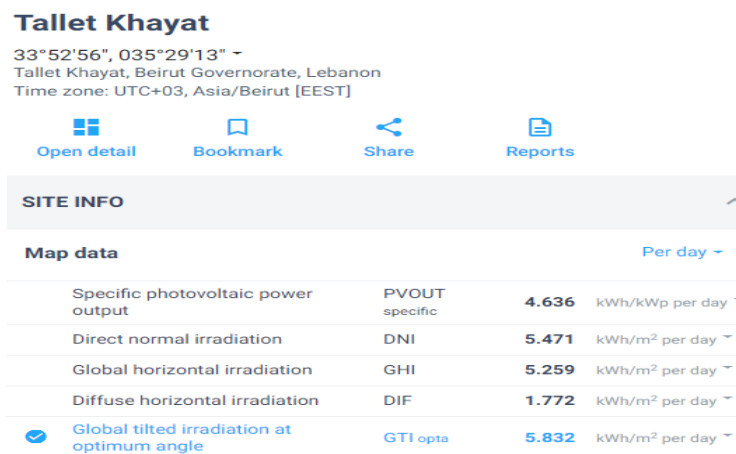 Tallet Khayat
33°52'56", 035°29'13"
Tallet Khayat, Beirut Governorate, Lebanon
Time zone: UTC+03, Asia/Beirut [EEST]
Open detail Bookmark Share Reports
SITE INFO
Map data Per day
Specific photovoltaic power output PVOUT specific 4.636 kWh/kWp per day
Direct normal irradiation DNI 5.471 kWh/m² per day
Global horizontal irradiation GHI 5.259 kWh/m² per day
Diffuse horizontal irradiation DIF 1.772 kWh/m² per day
Global tilted irradiation at optimum angle GTI opta 5.832 kWh/m² per day